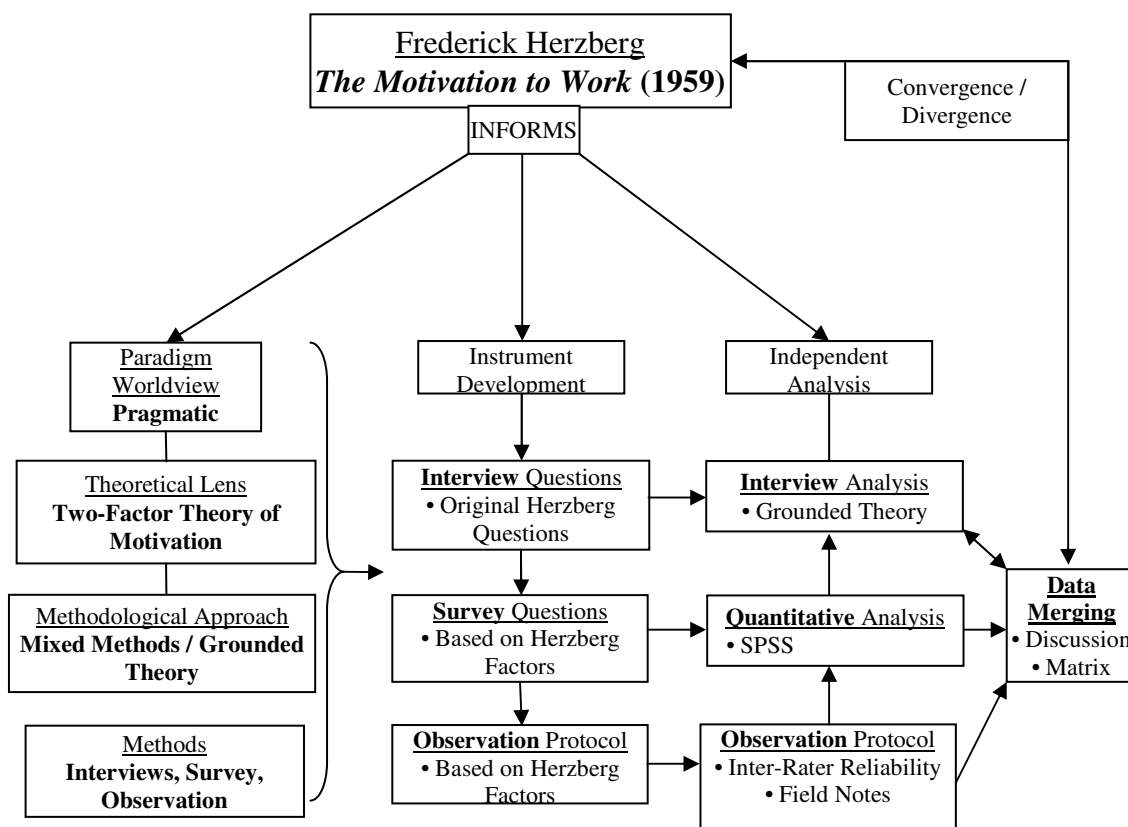 Frederick Herzberg
The Motivation to Work (1959)
Convergence /
Divergence
INFORMS
Paradigm
Worldview
Pragmatic
Theoretical Lens
Two-Factor Theory of
Motivation
Methodological Approach
Mixed Methods / Grounded
Theory
Methods
Interviews, Survey,
Observation
Instrument
Development
Interview Questions
• Original Herzberg
Questions
Survey Questions
• Based on Herzberg
Factors
Observation Protocol
• Based on Herzberg
Factors
Independent
Analysis
Interview Analysis
• Grounded Theory
Quantitative Analysis
• SPSS
Observation Protocol
• Inter-Rater Reliability
• Field Notes
Data
Merging
• Discussion
• Matrix